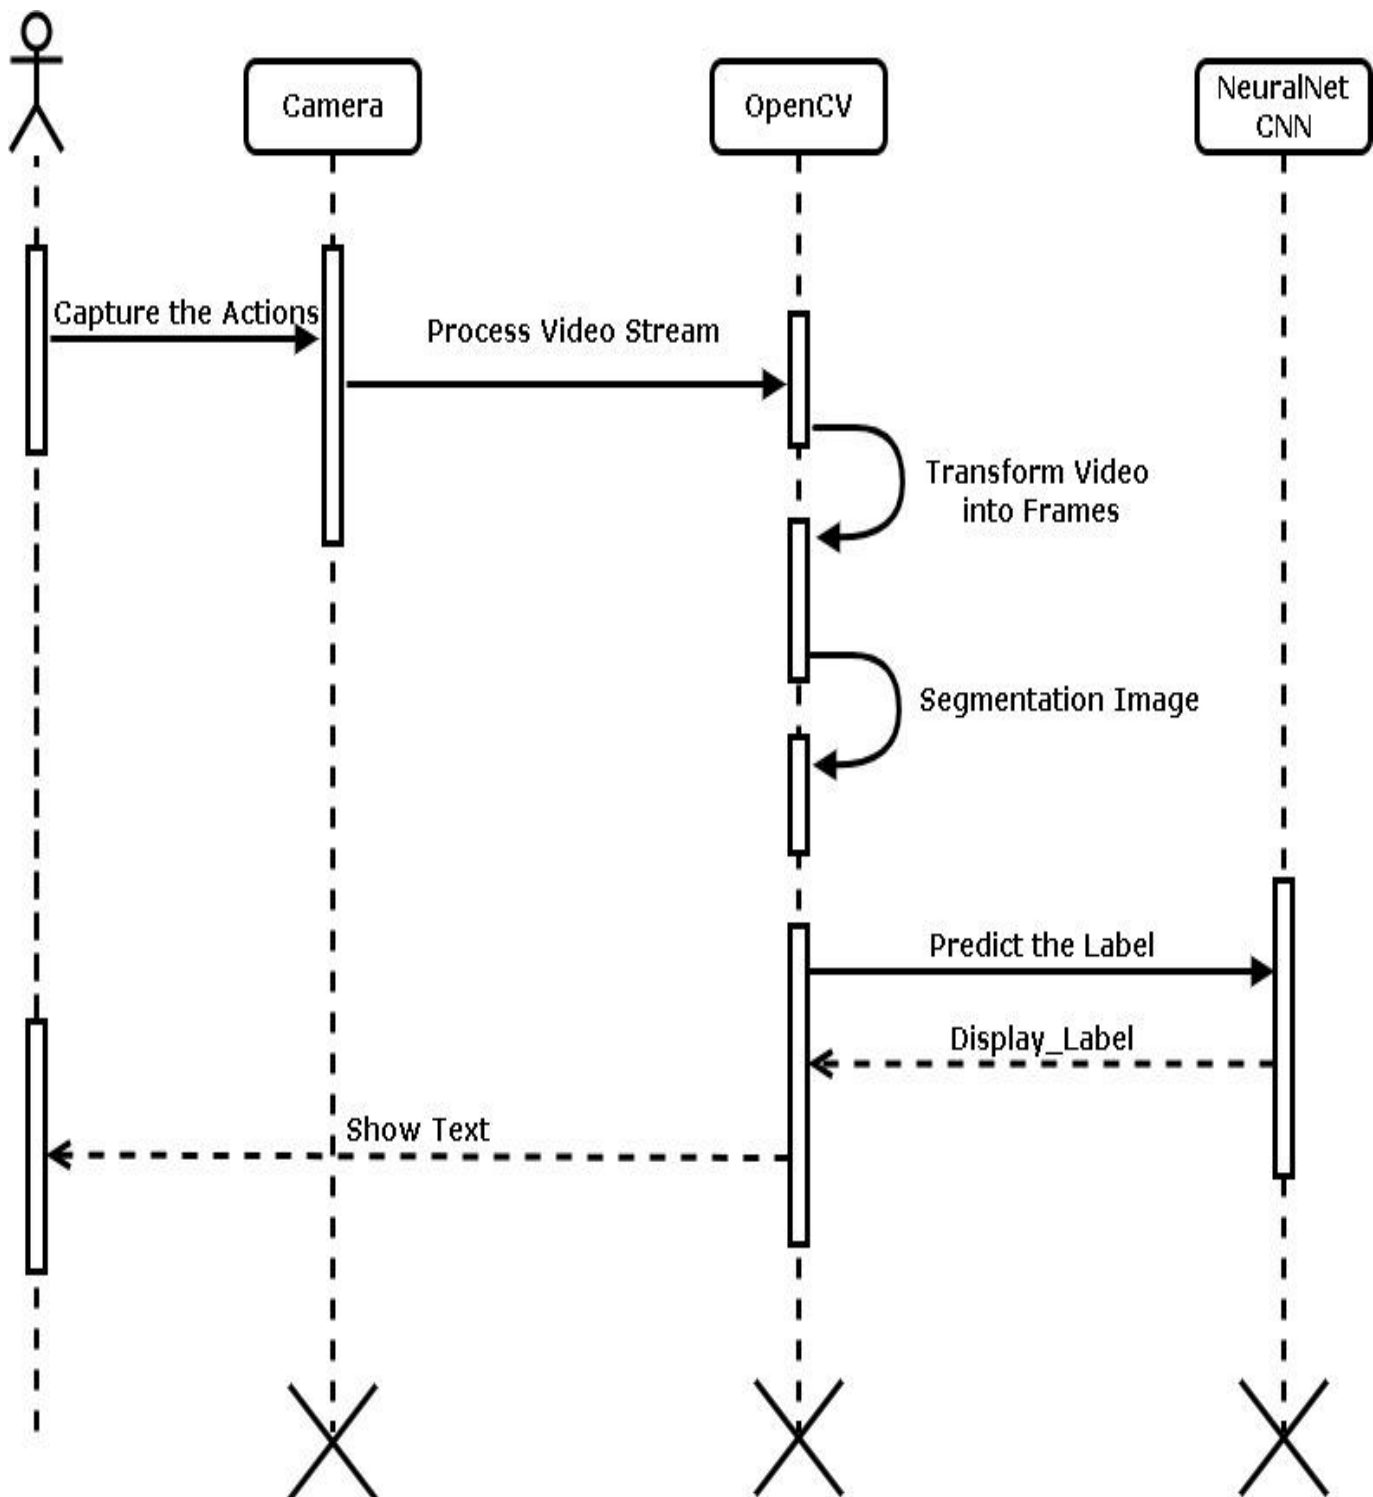 Camera
OpenCV
NeuralNet
CNN
Capture the Actions
Process Video Stream
Transform Video
into Frames
Segmentation Image
Predict the Label
Display_Label
Show Text